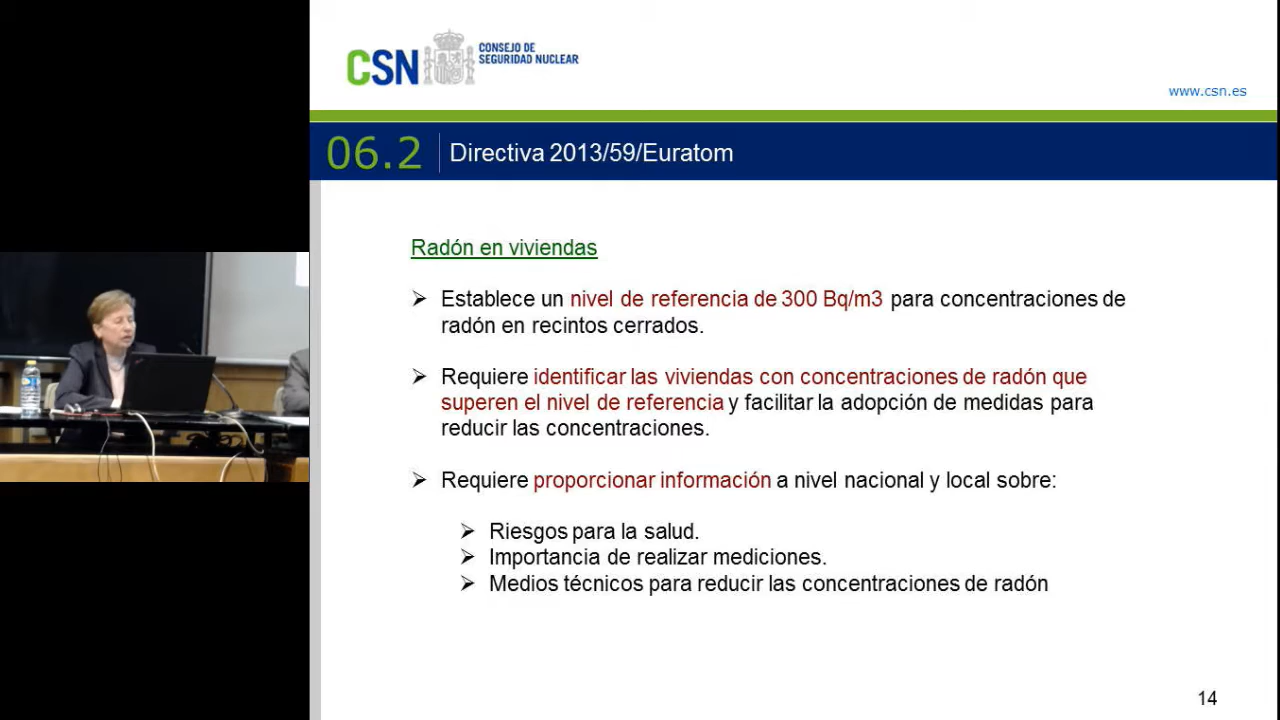 CSN
CONSEJO DE
SEGURIDAD NUCLEAR
www.csn.es
06.2
Directiva 2013/59/Euratom
Radón en viviendas
➢ Establece un nivel de referencia de 300 Bq/m3 para concentraciones de
radón en recintos cerrados.
➢ Requiere identificar las viviendas con concentraciones de radón que
superen el nivel de referencia y facilitar la adopción de medidas para
reducir las concentraciones.
➢ Requiere proporcionar información a nivel nacional y local sobre:
➢ Riesgos para la salud.
➢ Importancia de realizar mediciones.
➢ Medios técnicos para reducir las concentraciones de radón
14